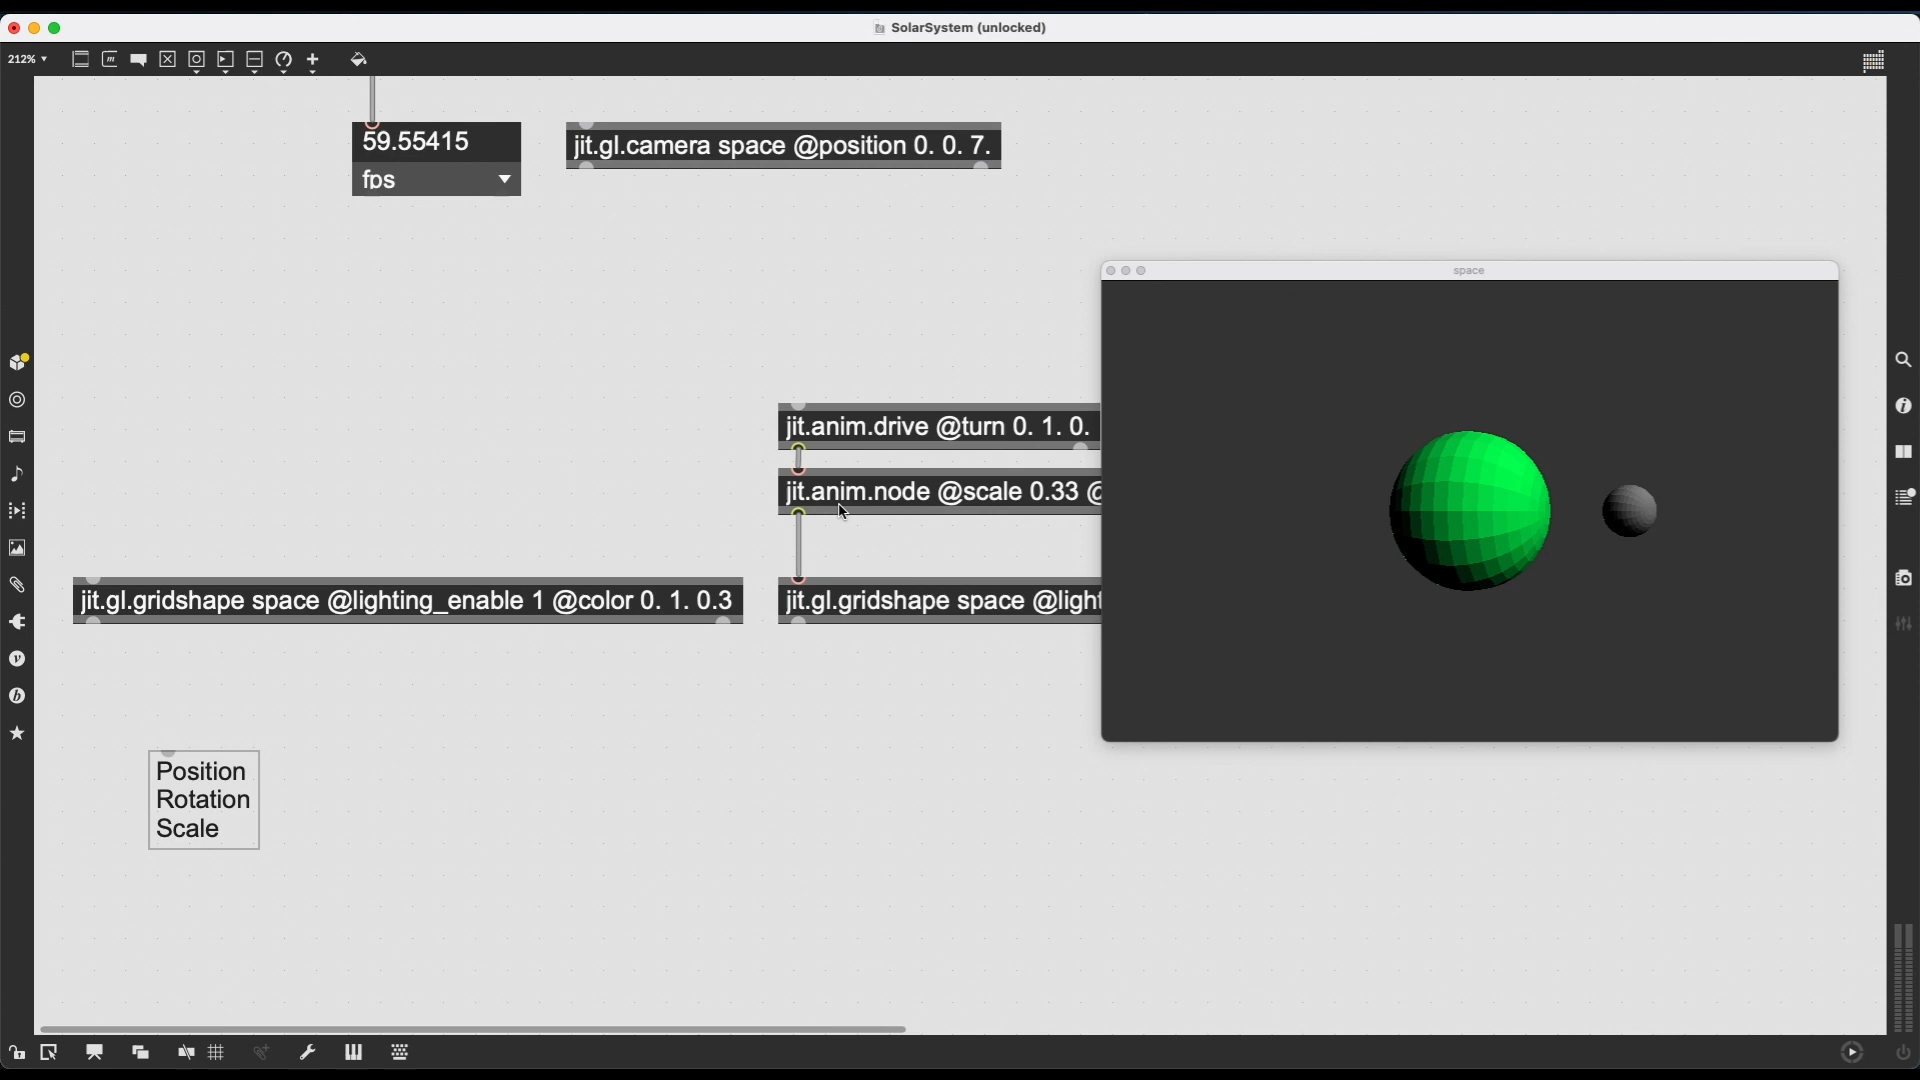 SolarSystem (unlocked)
212%
59.55415
fps
jit.gl.camera space @position 0. 0. 7.
space
jit.anim.drive @turn 0. 1. 0.
jit.anim.node @scale 0.33 @
jit.gl.gridshape space @lighting_enable 1 @color 0. 1. 0.3
jit.gl.gridshape space @light
Position
Rotation
Scale